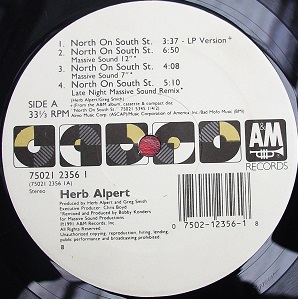 1. North On South St. 3:37 - LP Version+
2. North On South St. 6:50
Massive Sound 12"*
3. North On South St. 4:08
Massive Sound 7"*
4. North On South St. 5:10
Late Night Massive Sound Remix*
(Herb Alpert/Greg Smith)
SIDE A
33⅓ RPM
+(From the A&M album, cassette & compact disc
"North On South St." 75021 5345 1/4/2)
Almo Music Corp. (ASCAP)/Music Corporation of America, Inc./Bad Mofo Music (BMI)
A&M
RECORDS
75021 2356 1
(75021 2356 1A)
Stereo
Herb Alpert
Produced by Herb Alpert and Greg Smith
Executive Producer: Chris Boyd
*Remixed and Produced by Bobby Konders
for Massive Sound Productions
℗©1991 A&M Records, Inc.
All Rights Reserved.
Unauthorized copying, reproduction, hiring, lending,
public performance and broadcasting prohibited.
0 7502-12356-1 8